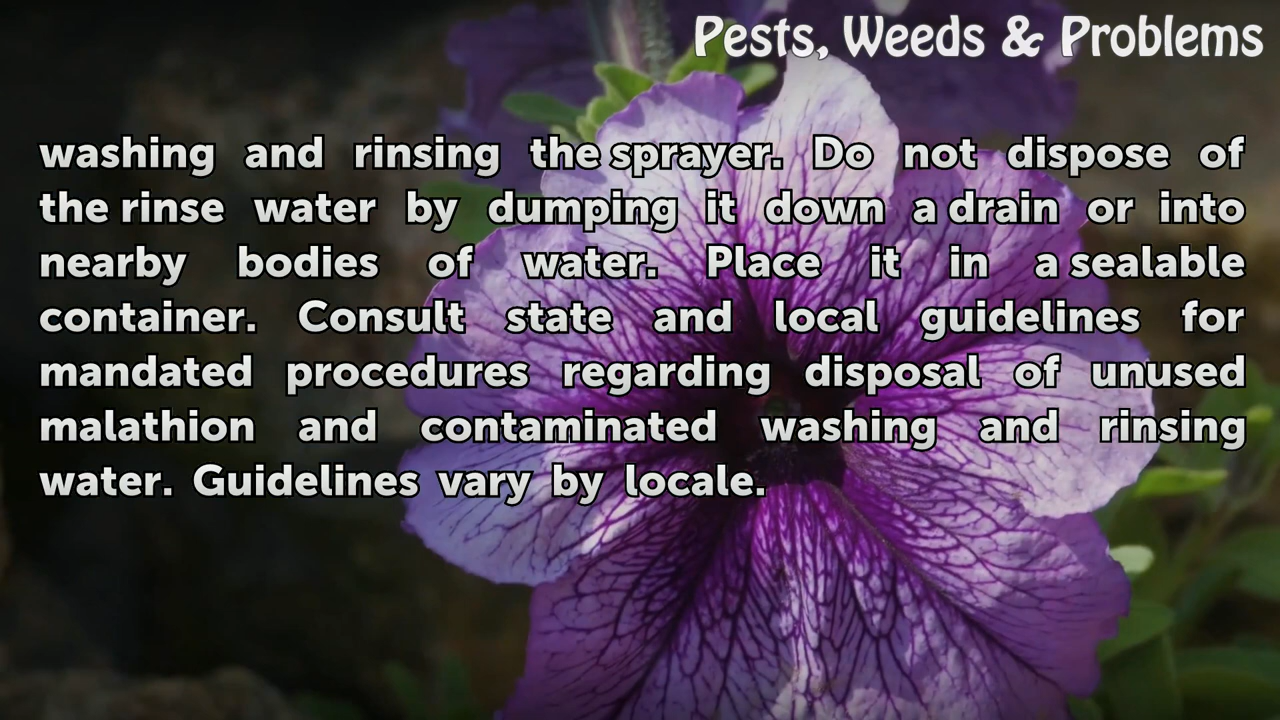 Pests, Weeds & Problems
washing and rinsing the sprayer. Do not dispose of
the rinse water by dumping it down a drain or into
nearby bodies of water. Place it in a sealable
container. Consult state and local guidelines for
mandated procedures regarding disposal of unused
malathion and contaminated washing and rinsing
water. Guidelines vary by locale.